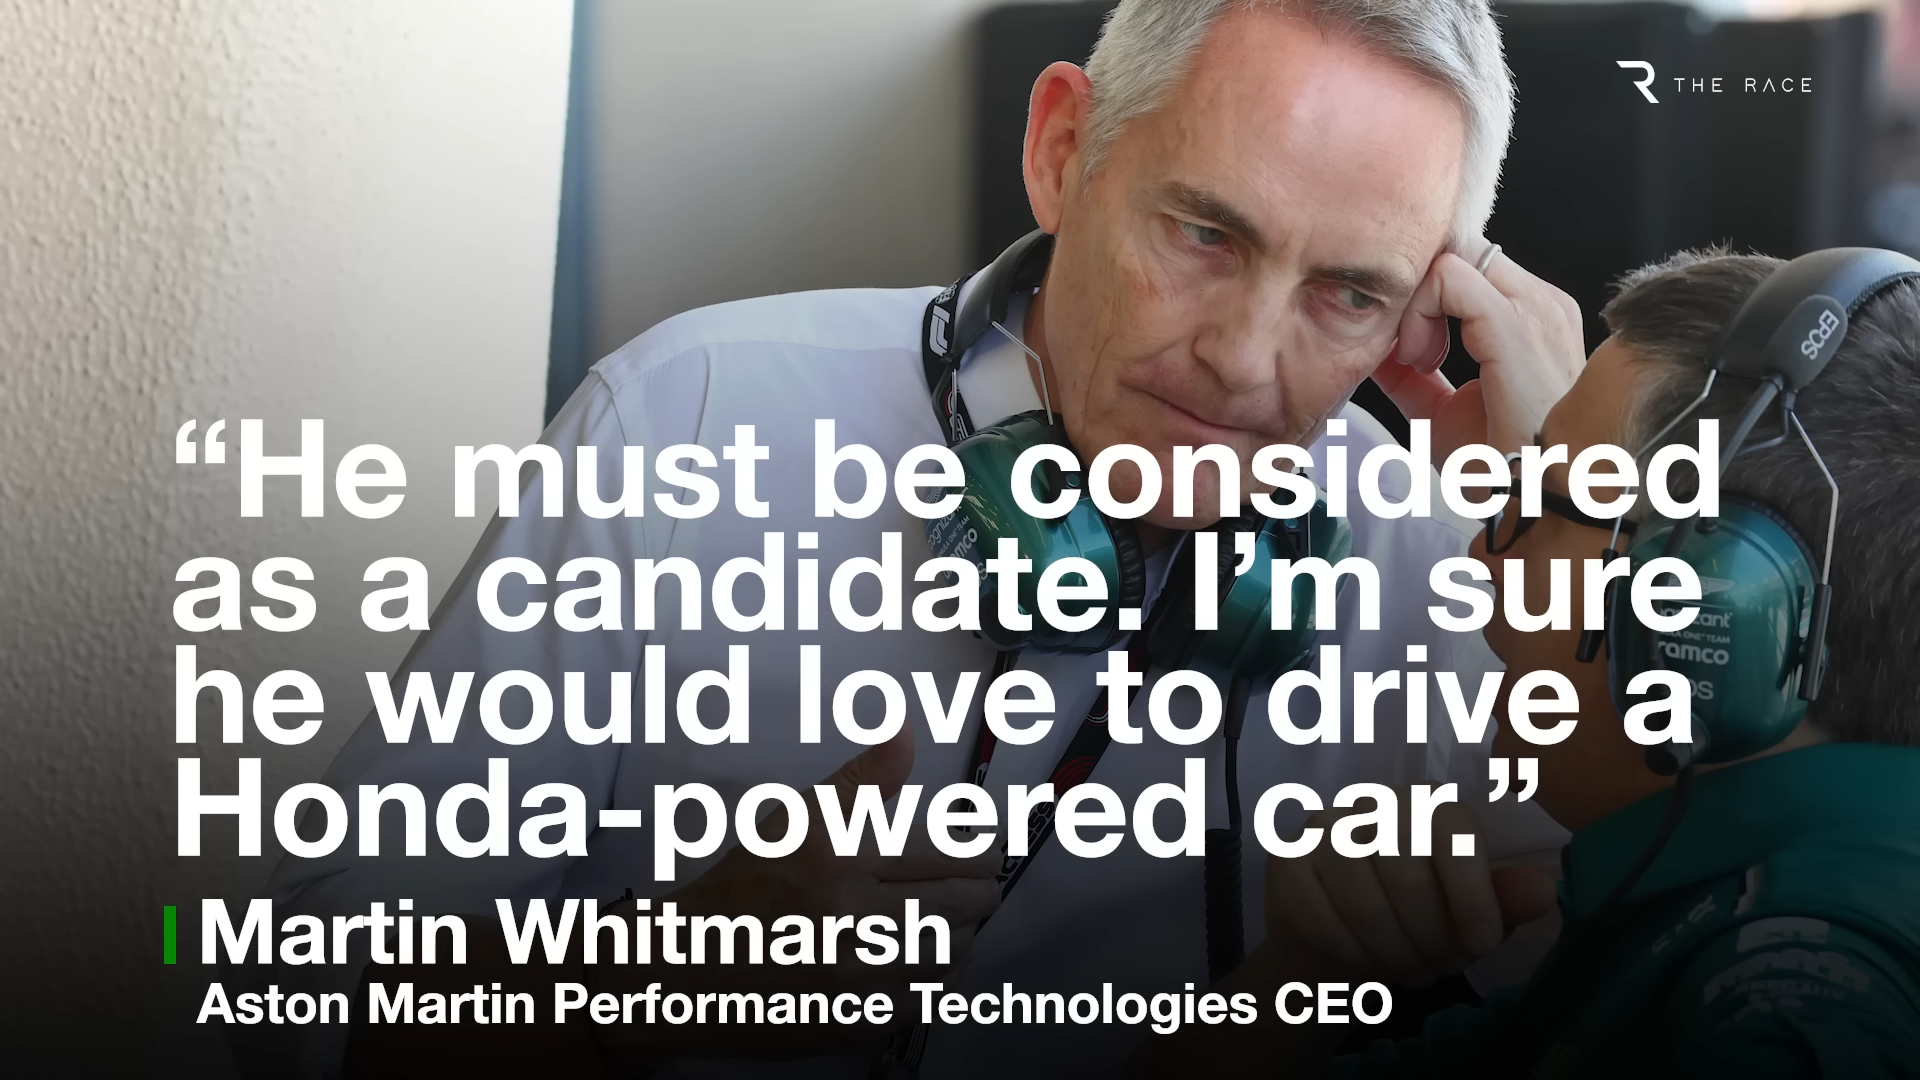 THE RACE
EPOS
“He must be considered
as a candidate. I’m sure
he would love to drive a
Honda-powered car.”
Martin Whitmarsh
Aston Martin Performance Technologies CEO